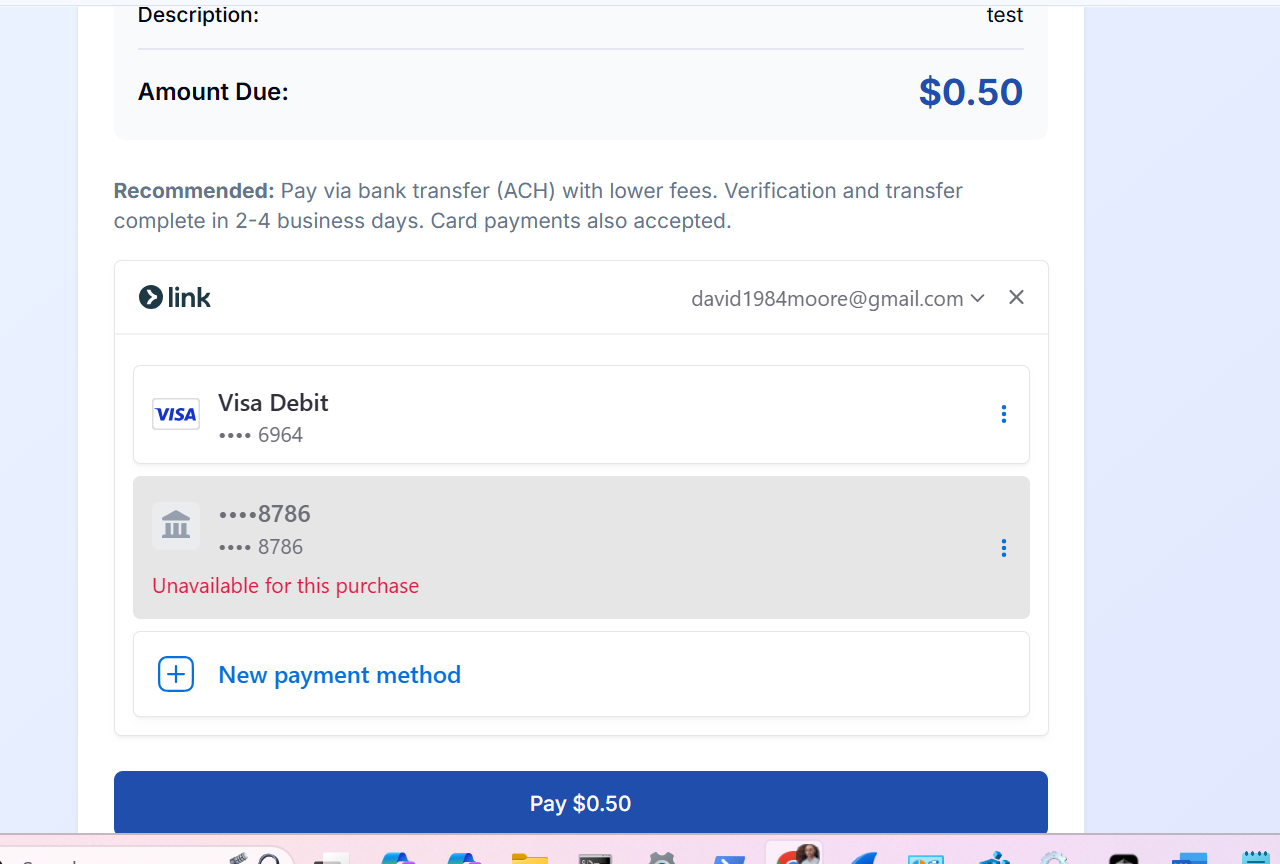 Description: test
Amount Due: $0.50
Recommended: Pay via bank transfer (ACH) with lower fees. Verification and transfer
complete in 2-4 business days. Card payments also accepted.
link david1984moore@gmail.com
VISA Visa Debit
•••• 6964
••••8786
•••• 8786
Unavailable for this purchase
New payment method
Pay $0.50